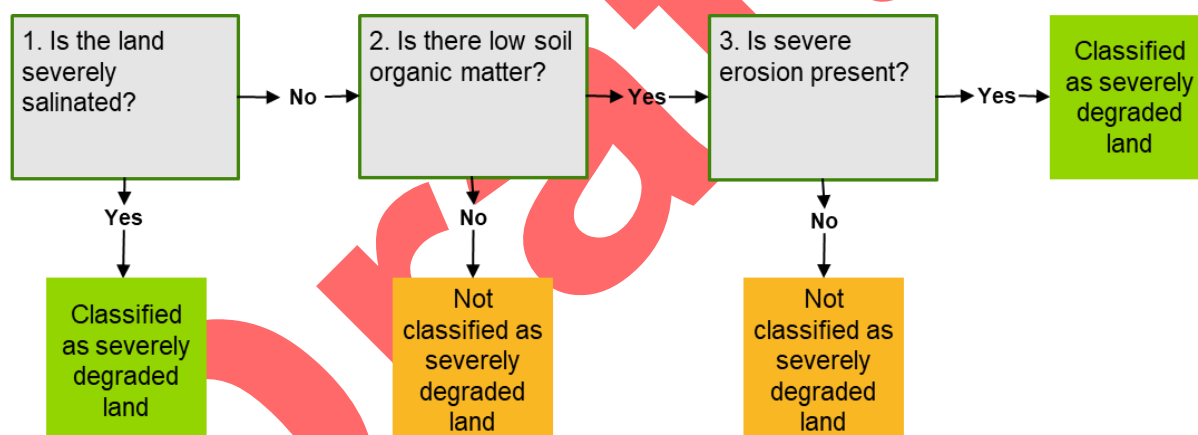 1. Is the land
severely
salinated?
No
2. Is there low soil
organic matter?
Yes
3. Is severe
erosion present?
Yes
Classified
as severely
degraded
land
Yes
No
No
Classified
as severely
degraded
land
Not
classified as
severely
degraded
land
Not
classified as
severely
degraded
land